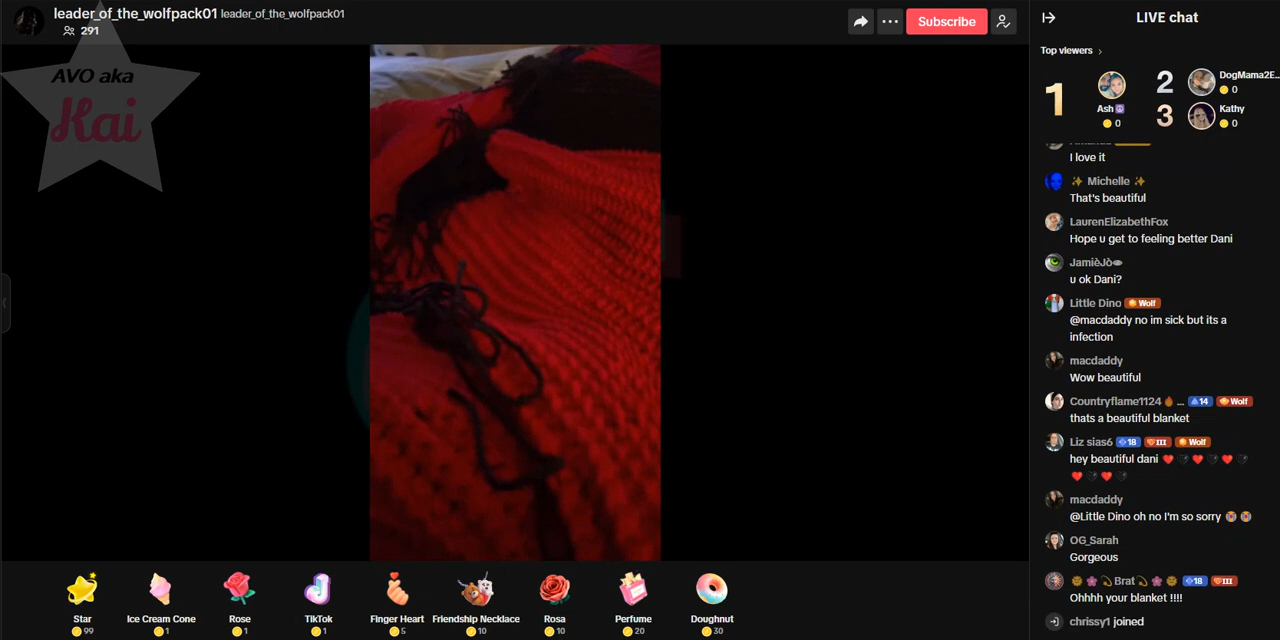 leader_of_the_wolfpack01 leader_of_the_wolfpack01
291
Subscribe
AVO aka
Kai
LIVE chat
Top viewers
1
Ash
0
2
DogMama2E...
0
3
Kathy
0
I love it
Michelle
That's beautiful
LaurenElizabethFox
Hope u get to feeling better Dani
JamièJò
u ok Dani?
Little Dino Wolf
@macdaddy no im sick but its a
infection
macdaddy
Wow beautiful
Countryflame1124 ... 14 Wolf
thats a beautiful blanket
Liz sias6 18 III Wolf
hey beautiful dani
macdaddy
@Little Dino oh no I'm so sorry
OG_Sarah
Gorgeous
Brat 18 III
Ohhhh your blanket !!!!
chrissy1 joined
Star
99
Ice Cream Cone
1
Rose
1
TikTok
1
Finger Heart
5
Friendship Necklace
10
Rosa
10
Perfume
20
Doughnut
30